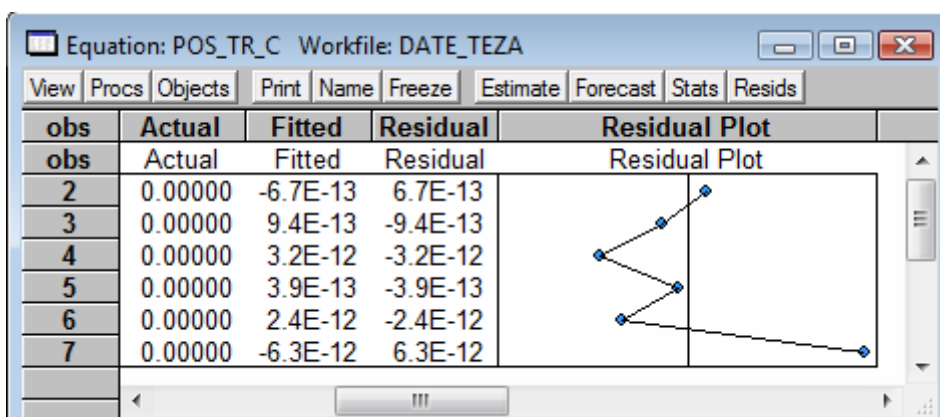 Equation: POS_TR_C Workfile: DATE_TEZA
View Procs Objects Print Name Freeze Estimate Forecast Stats Resids
obs Actual Fitted Residual Residual Plot
obs Actual Fitted Residual Residual Plot
2 0.00000 -6.7E-13 6.7E-13
3 0.00000 9.4E-13 -9.4E-13
4 0.00000 3.2E-12 -3.2E-12
5 0.00000 3.9E-13 -3.9E-13
6 0.00000 2.4E-12 -2.4E-12
7 0.00000 -6.3E-12 6.3E-12